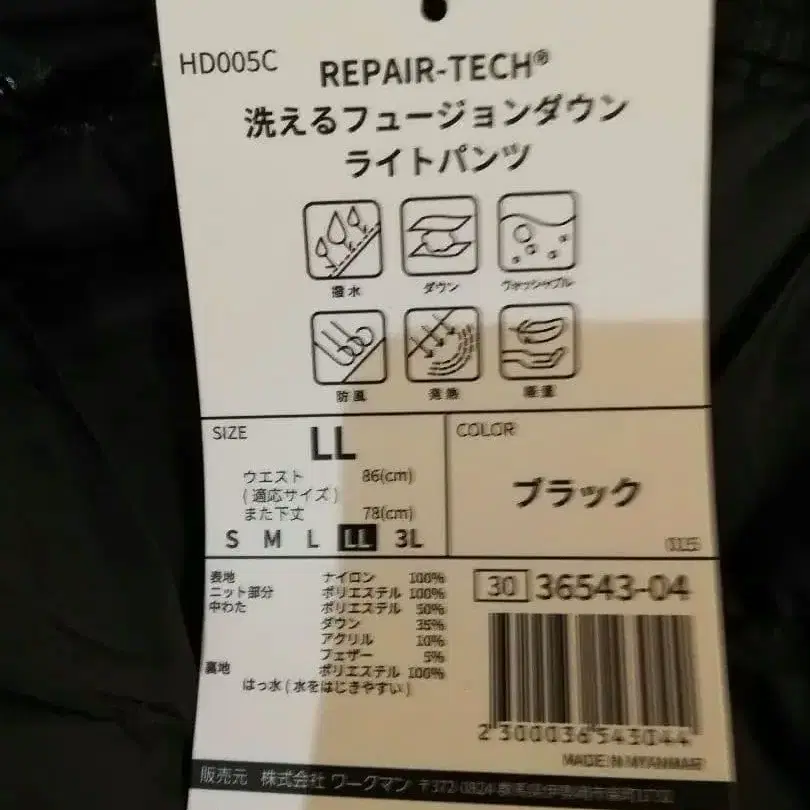 HD005C
REPAIR-TECH®
洗えるフュージョンダウン
ライトパンツ
撥水 ダウン ウォッシャブル
防風 発熱 軽量
SIZE
LL
ウエスト 86(cm)
(適応サイズ)
また下丈 78(cm)
S M L LL 3L
COLOR
ブラック
表地 ナイロン 100%
ニット部分 ポリエステル 100%
中わた ポリエステル 50%
ダウン 35%
アクリル 10%
フェザー 5%
裏地 ポリエステル 100%
はっ水(水をはじきやすい)
30 36543-04
2300036543044
MADE IN MYANMAR
販売元 株式会社 ワークマン 〒372-0824